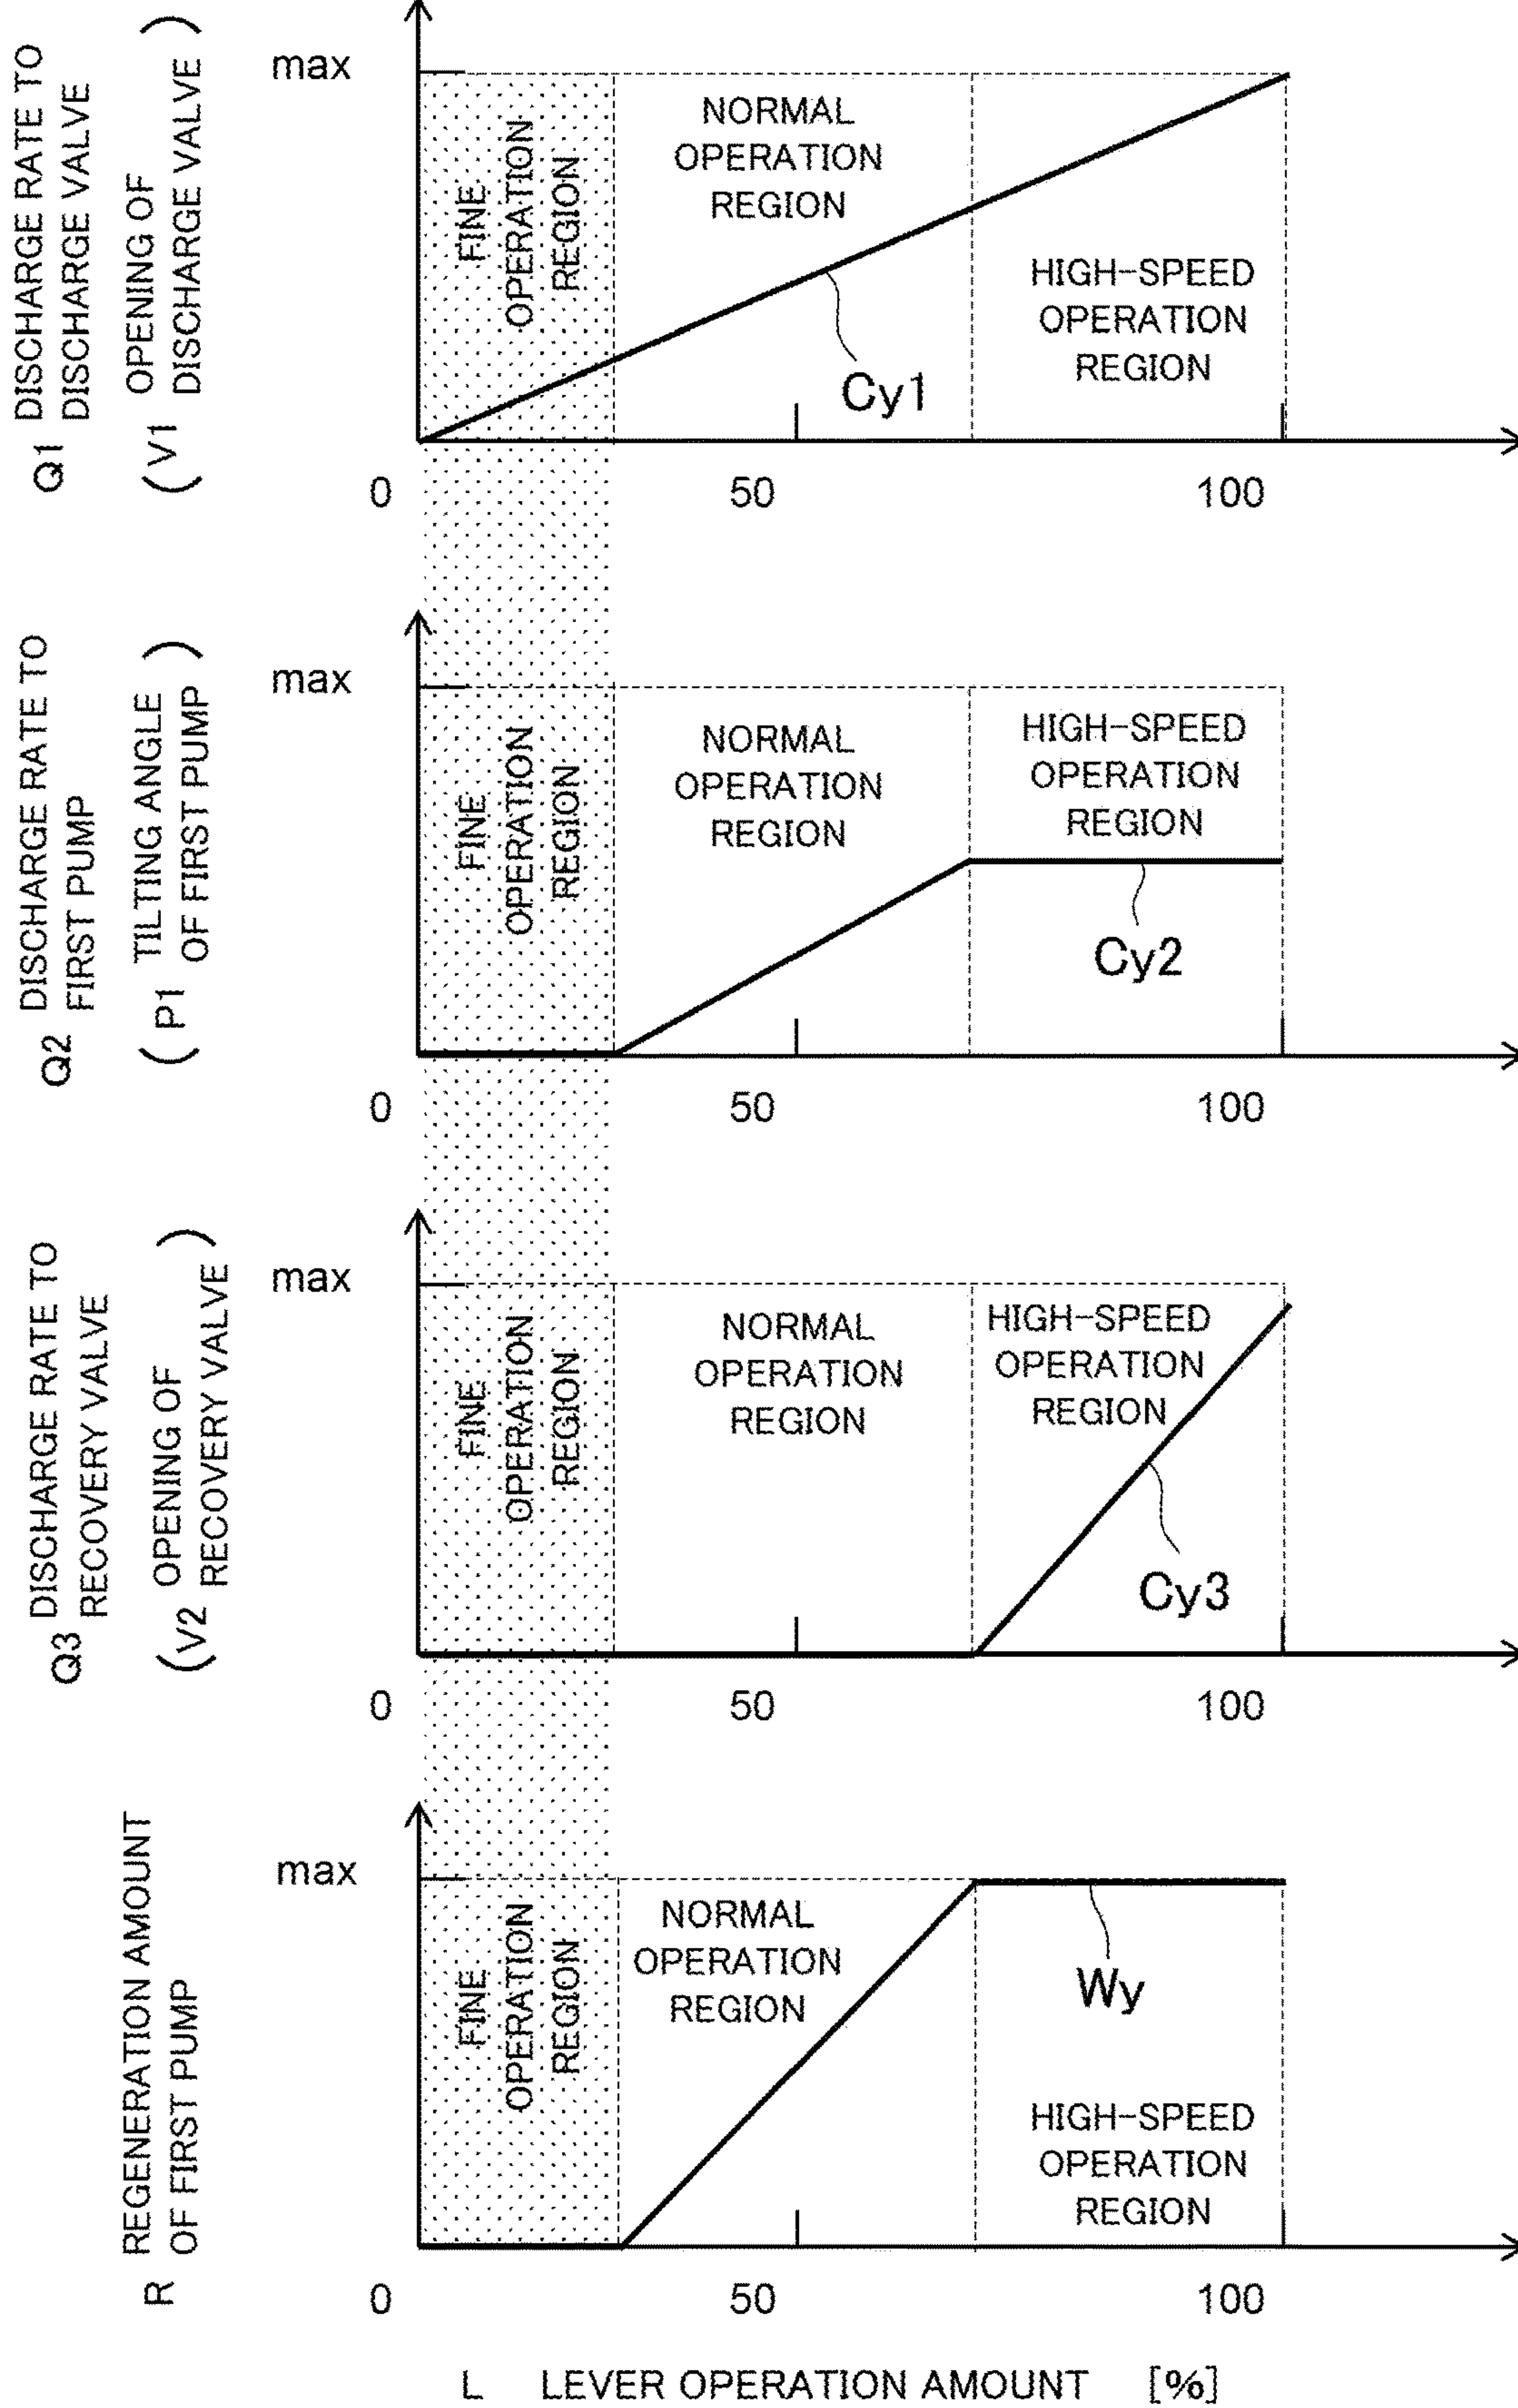 Q1 DISCHARGE RATE TO
DISCHARGE VALVE
( V1 OPENING OF
DISCHARGE VALVE )
max
FINE
OPERATION
REGION
NORMAL
OPERATION
REGION
HIGH-SPEED
OPERATION
REGION
Cy1
0 50 100
Q2 DISCHARGE RATE TO
FIRST PUMP
( P1 TILTING ANGLE
OF FIRST PUMP )
max
FINE
OPERATION
REGION
NORMAL
OPERATION
REGION
HIGH-SPEED
OPERATION
REGION
Cy2
0 50 100
Q3 DISCHARGE RATE TO
RECOVERY VALVE
(V2 OPENING OF
RECOVERY VALVE )
max
FINE
OPERATION
REGION
NORMAL
OPERATION
REGION
HIGH-SPEED
OPERATION
REGION
Cy3
0 50 100
R REGENERATION AMOUNT
OF FIRST PUMP
max
FINE
OPERATION
REGION
NORMAL
OPERATION
REGION
Wy
HIGH-SPEED
OPERATION
REGION
0 50 100
L LEVER OPERATION AMOUNT [%]